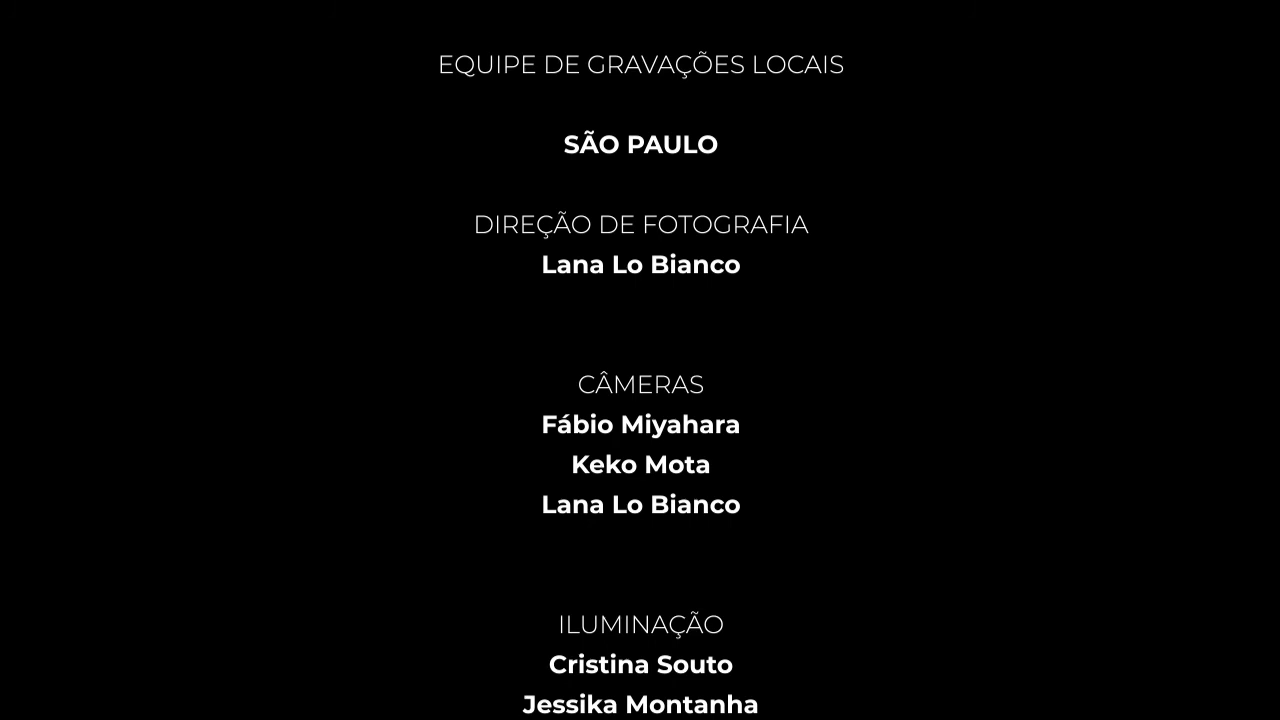 EQUIPE DE GRAVAÇÕES LOCAIS
SÃO PAULO
DIREÇÃO DE FOTOGRAFIA
Lana Lo Bianco
CÂMERAS
Fábio Miyahara
Keko Mota
Lana Lo Bianco
ILUMINAÇÃO
Cristina Souto
Jessika Montanha